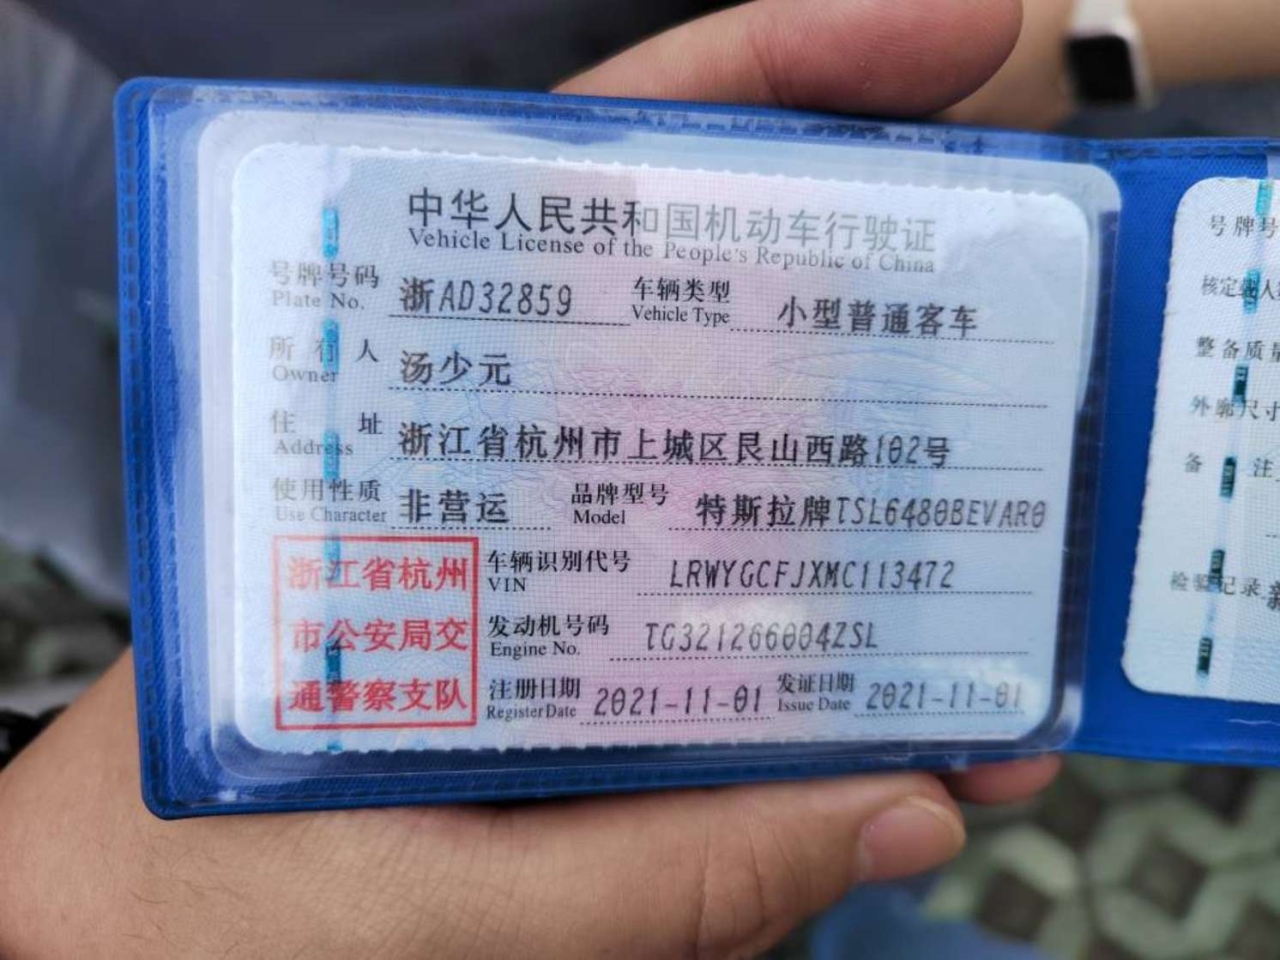 中华人民共和国机动车行驶证
Vehicle License of the People's Republic of China
号牌号码 浙AD32859 车辆类型 小型普通客车
Plate No. Vehicle Type
所有人 汤少元
Owner
住址 浙江省杭州市上城区艮山西路102号
Address
使用性质 非营运 品牌型号 特斯拉牌TSL6480BEVAR0
Use Character Model
浙江省杭州
市公安局交
通警察支队
车辆识别代号 LRWYGCFJXMC113472
VIN
发动机号码 TG321266004ZSL
Engine No.
注册日期 2021-11-01 发证日期 2021-11-01
Register Date Issue Date
号牌号
核定载人
整备质量
外廓尺寸
备注
检验记录